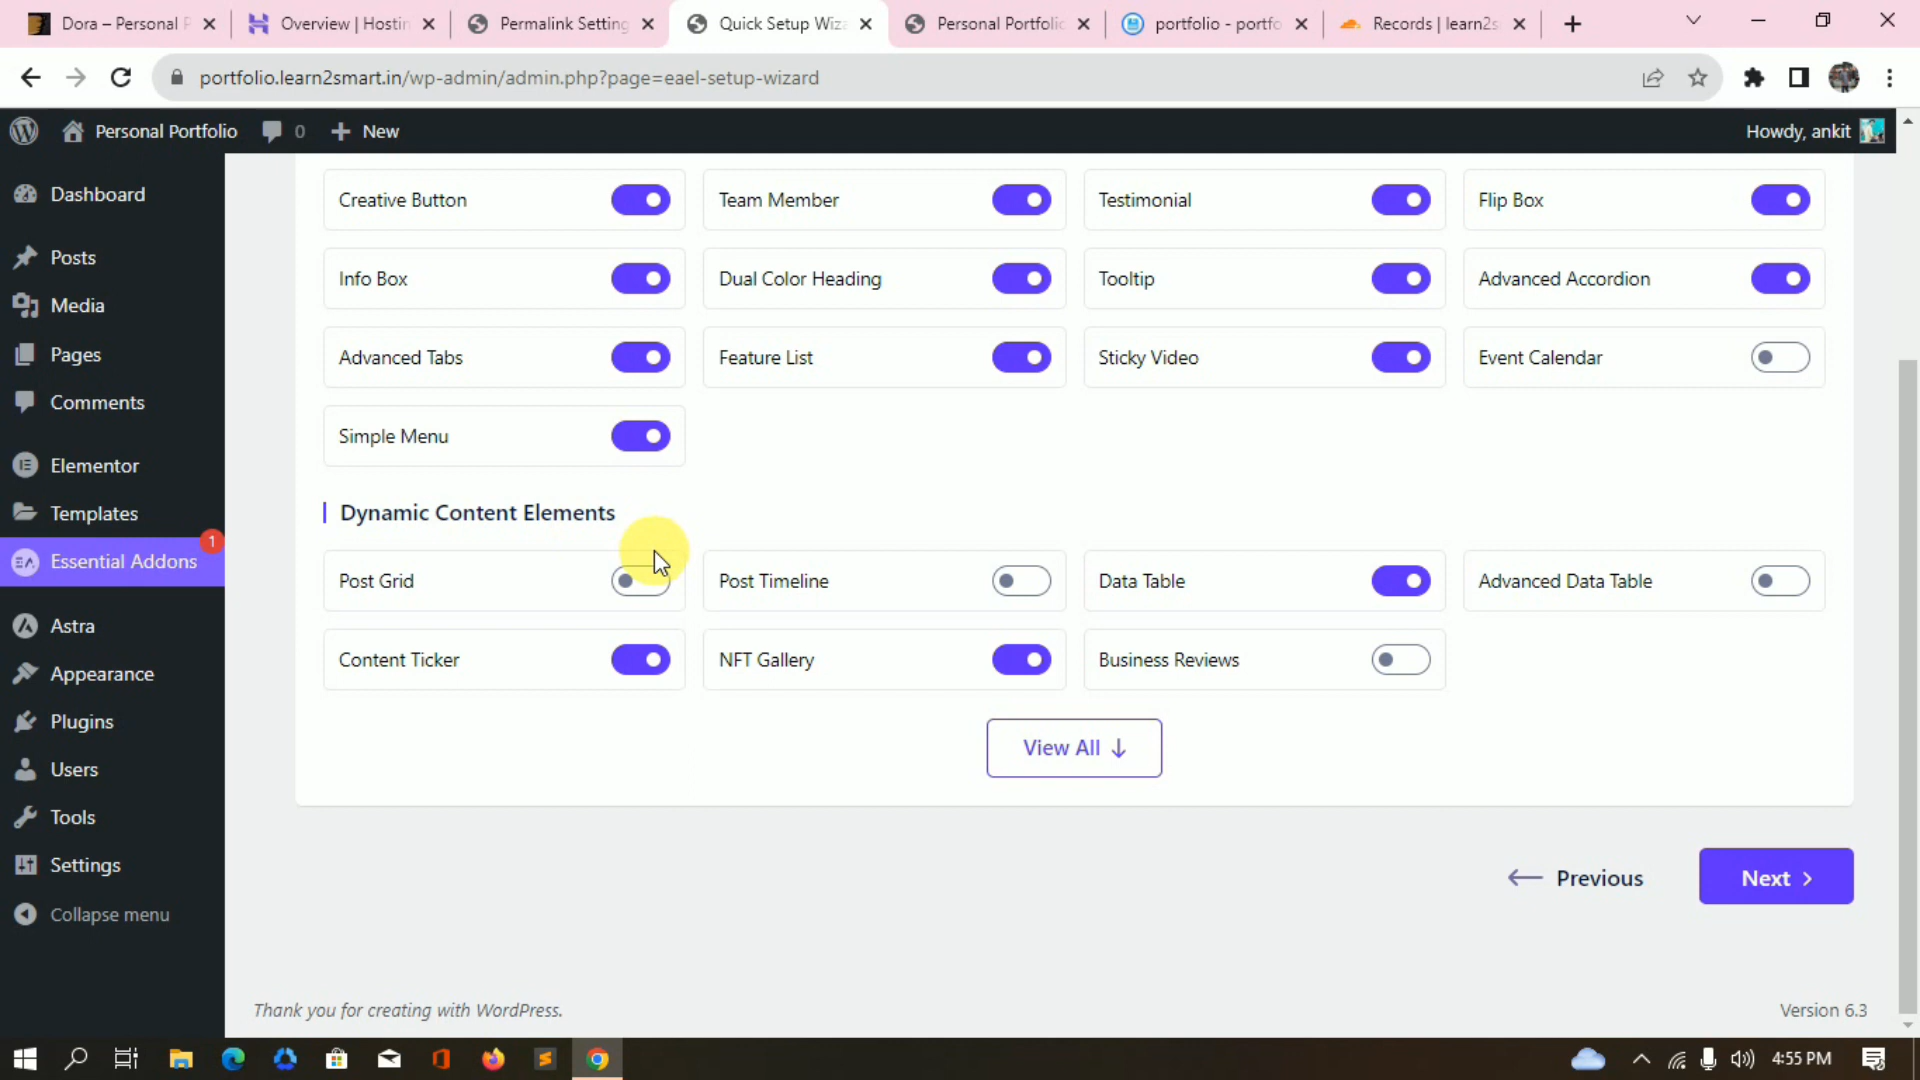 Dora – Personal P
Overview | Hostin
Permalink Setting
Quick Setup Wiza
Personal Portfolio
portfolio - portfo
Records | learn2s
portfolio.learn2smart.in/wp-admin/admin.php?page=eael-setup-wizard
Personal Portfolio
0
New
Howdy, ankit
Dashboard
Posts
Media
Pages
Comments
Elementor
Templates
Essential Addons
1
Astra
Appearance
Plugins
Users
Tools
Settings
Collapse menu
Creative Button
Team Member
Testimonial
Flip Box
Info Box
Dual Color Heading
Tooltip
Advanced Accordion
Advanced Tabs
Feature List
Sticky Video
Event Calendar
Simple Menu
Dynamic Content Elements
Post Grid
Post Timeline
Data Table
Advanced Data Table
Content Ticker
NFT Gallery
Business Reviews
View All ↓
Previous
Next
Thank you for creating with WordPress.
Version 6.3
4:55 PM